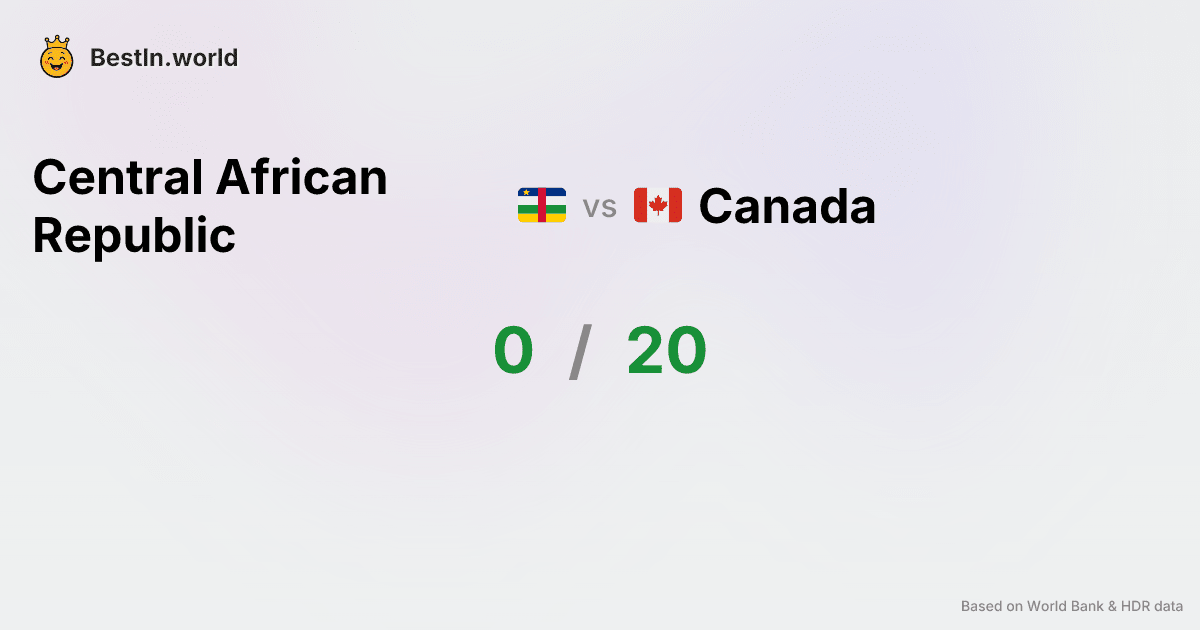 BestIn.world
Central African
Republic
vs
Canada
0 / 20
Based on World Bank & HDR data